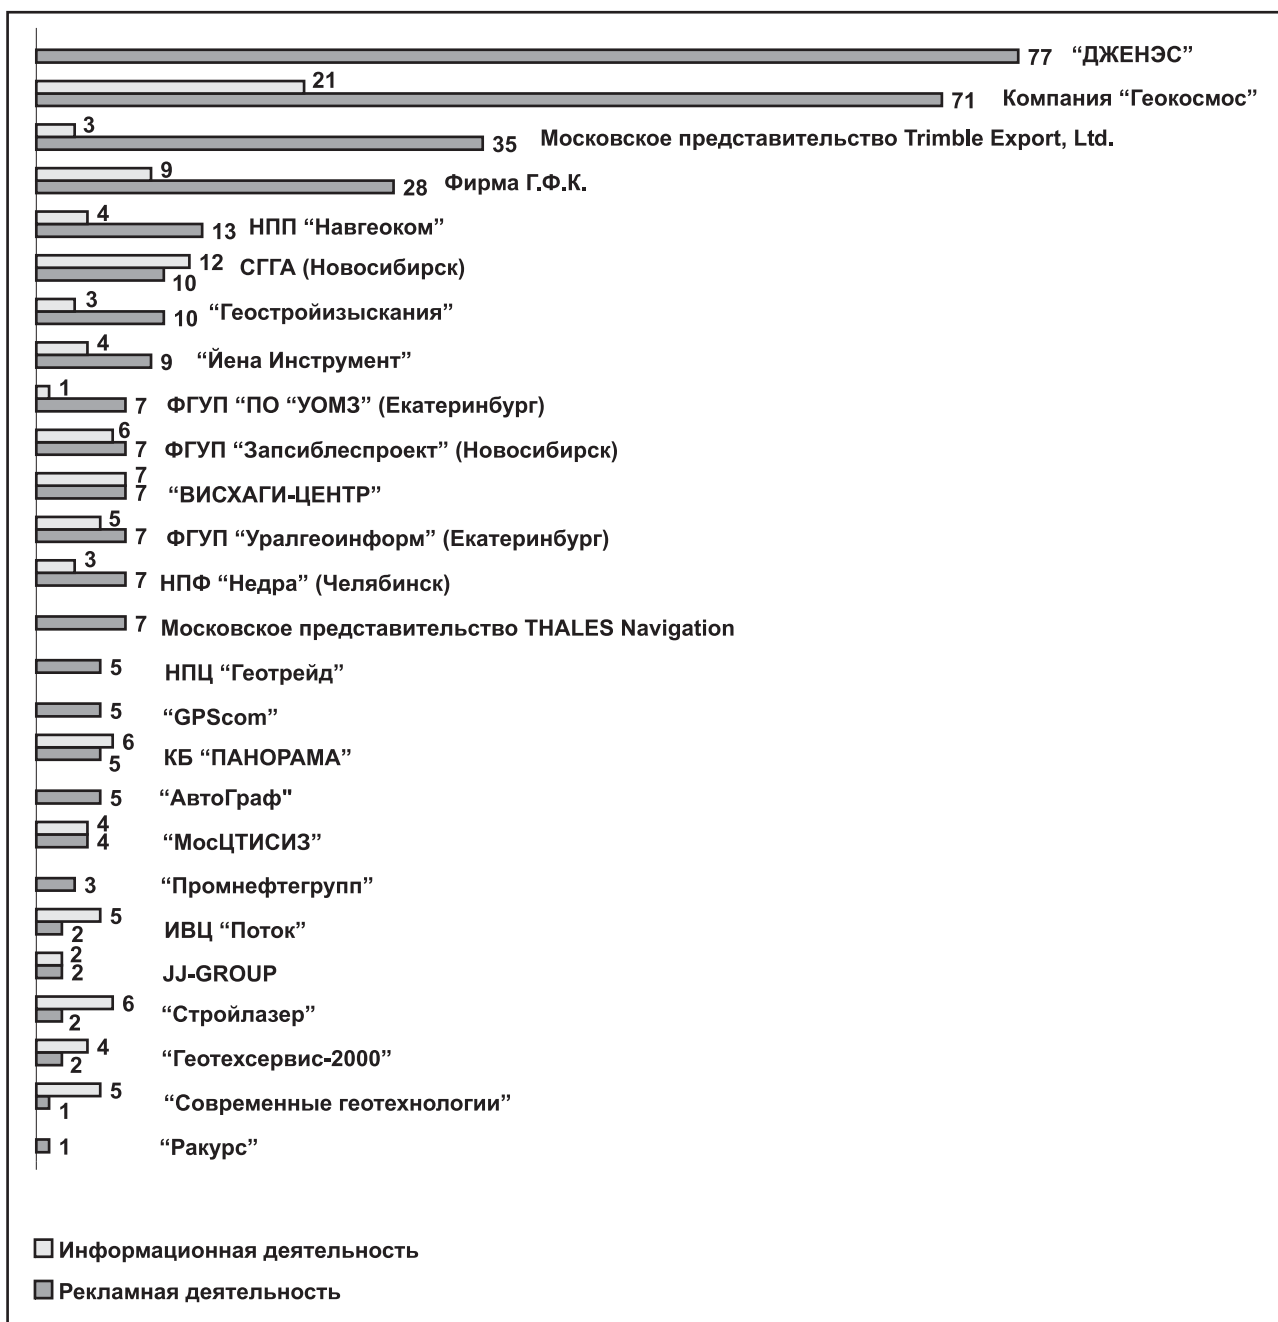 77 “ДЖЕНЭС”
21
71 Компания “Геокосмос”
3
35 Московское представительство Trimble Export, Ltd.
9
28 Фирма Г.Ф.К.
4
13 НПП “Навгеоком”
12 СГГА (Новосибирск)
10
3
10 “Геостройизыскания”
4
9 “Йена Инструмент”
1
7 ФГУП “ПО “УОМЗ” (Екатеринбург)
6
7 ФГУП “Запсиблеспроект” (Новосибирск)
7
7 “ВИСХАГИ-ЦЕНТР”
5
7 ФГУП “Уралгеоинформ” (Екатеринбург)
3
7 НПФ “Недра” (Челябинск)
7 Московское представительство THALES Navigation
5 НПЦ “Геотрейд”
5 “GPScom”
6
5 КБ “ПАНОРАМА”
5 “АвтоГраф"
4
4 “МосЦТИСИЗ”
3 “Промнефтегрупп”
5
2 ИВЦ “Поток”
2
2 JJ-GROUP
6
2 “Стройлазер”
4
2 “Геотехсервис-2000”
5
1 “Современные геотехнологии”
1 “Ракурс”
Информационная деятельность
Рекламная деятельность